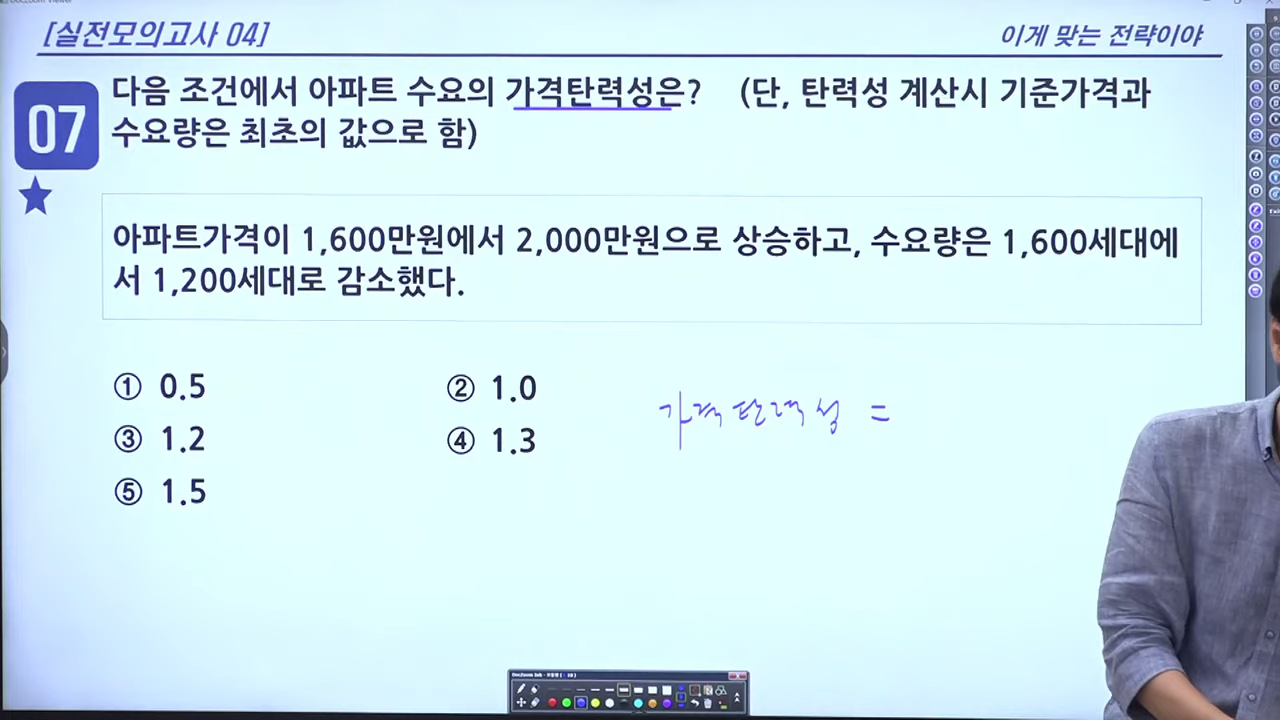 [실전모의고사 04]
이게 맞는 전략이야
07
다음 조건에서 아파트 수요의 가격탄력성은? (단, 탄력성 계산시 기준가격과
수요량은 최초의 값으로 함)
아파트가격이 1,600만원에서 2,000만원으로 상승하고, 수요량은 1,600세대에
서 1,200세대로 감소했다.
① 0.5
② 1.0
가격탄력성 =
③ 1.2
④ 1.3
⑤ 1.5